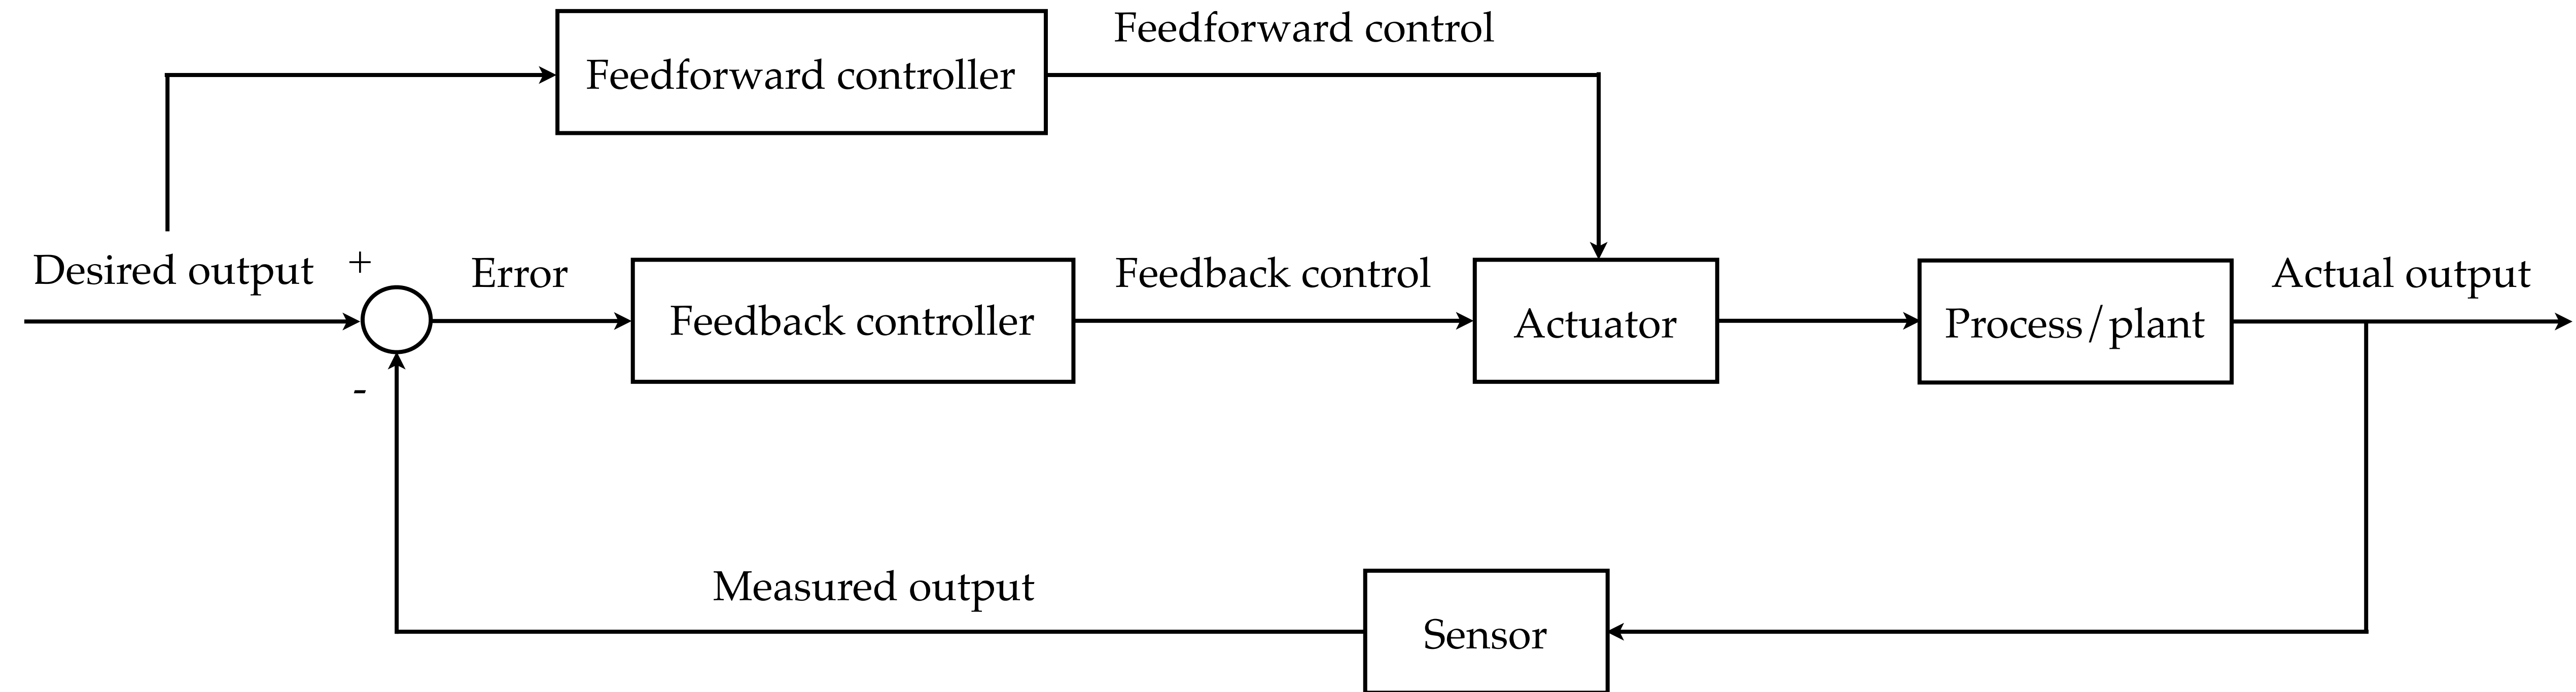 Feedforward control
Feedforward controller
Desired output
+
Error
Feedback control
Actual output
Feedback controller
Actuator
Process/plant
-
Measured output
Sensor